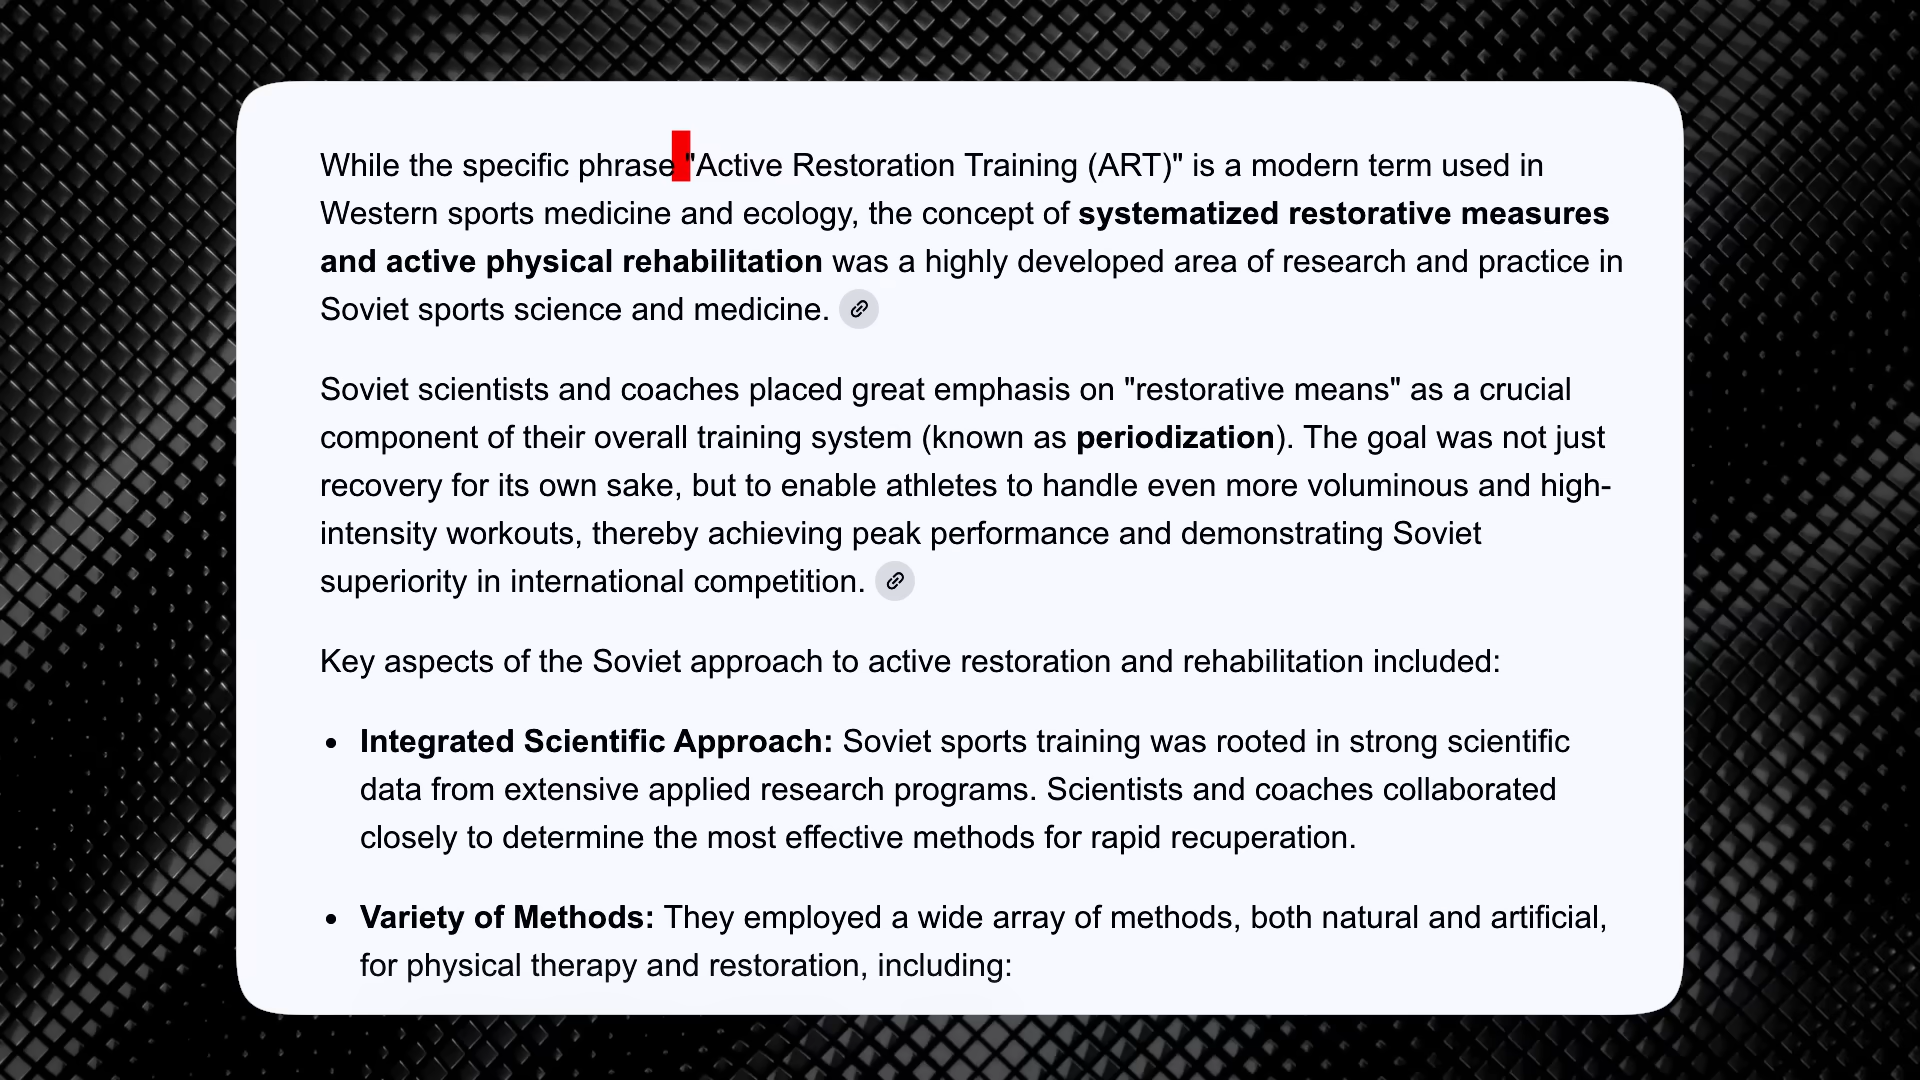 While the specific phrase "Active Restoration Training (ART)" is a modern term used in
Western sports medicine and ecology, the concept of systematized restorative measures
and active physical rehabilitation was a highly developed area of research and practice in
Soviet sports science and medicine.
Soviet scientists and coaches placed great emphasis on "restorative means" as a crucial
component of their overall training system (known as periodization). The goal was not just
recovery for its own sake, but to enable athletes to handle even more voluminous and high-
intensity workouts, thereby achieving peak performance and demonstrating Soviet
superiority in international competition.
Key aspects of the Soviet approach to active restoration and rehabilitation included:
• Integrated Scientific Approach: Soviet sports training was rooted in strong scientific
data from extensive applied research programs. Scientists and coaches collaborated
closely to determine the most effective methods for rapid recuperation.
• Variety of Methods: They employed a wide array of methods, both natural and artificial,
for physical therapy and restoration, including: